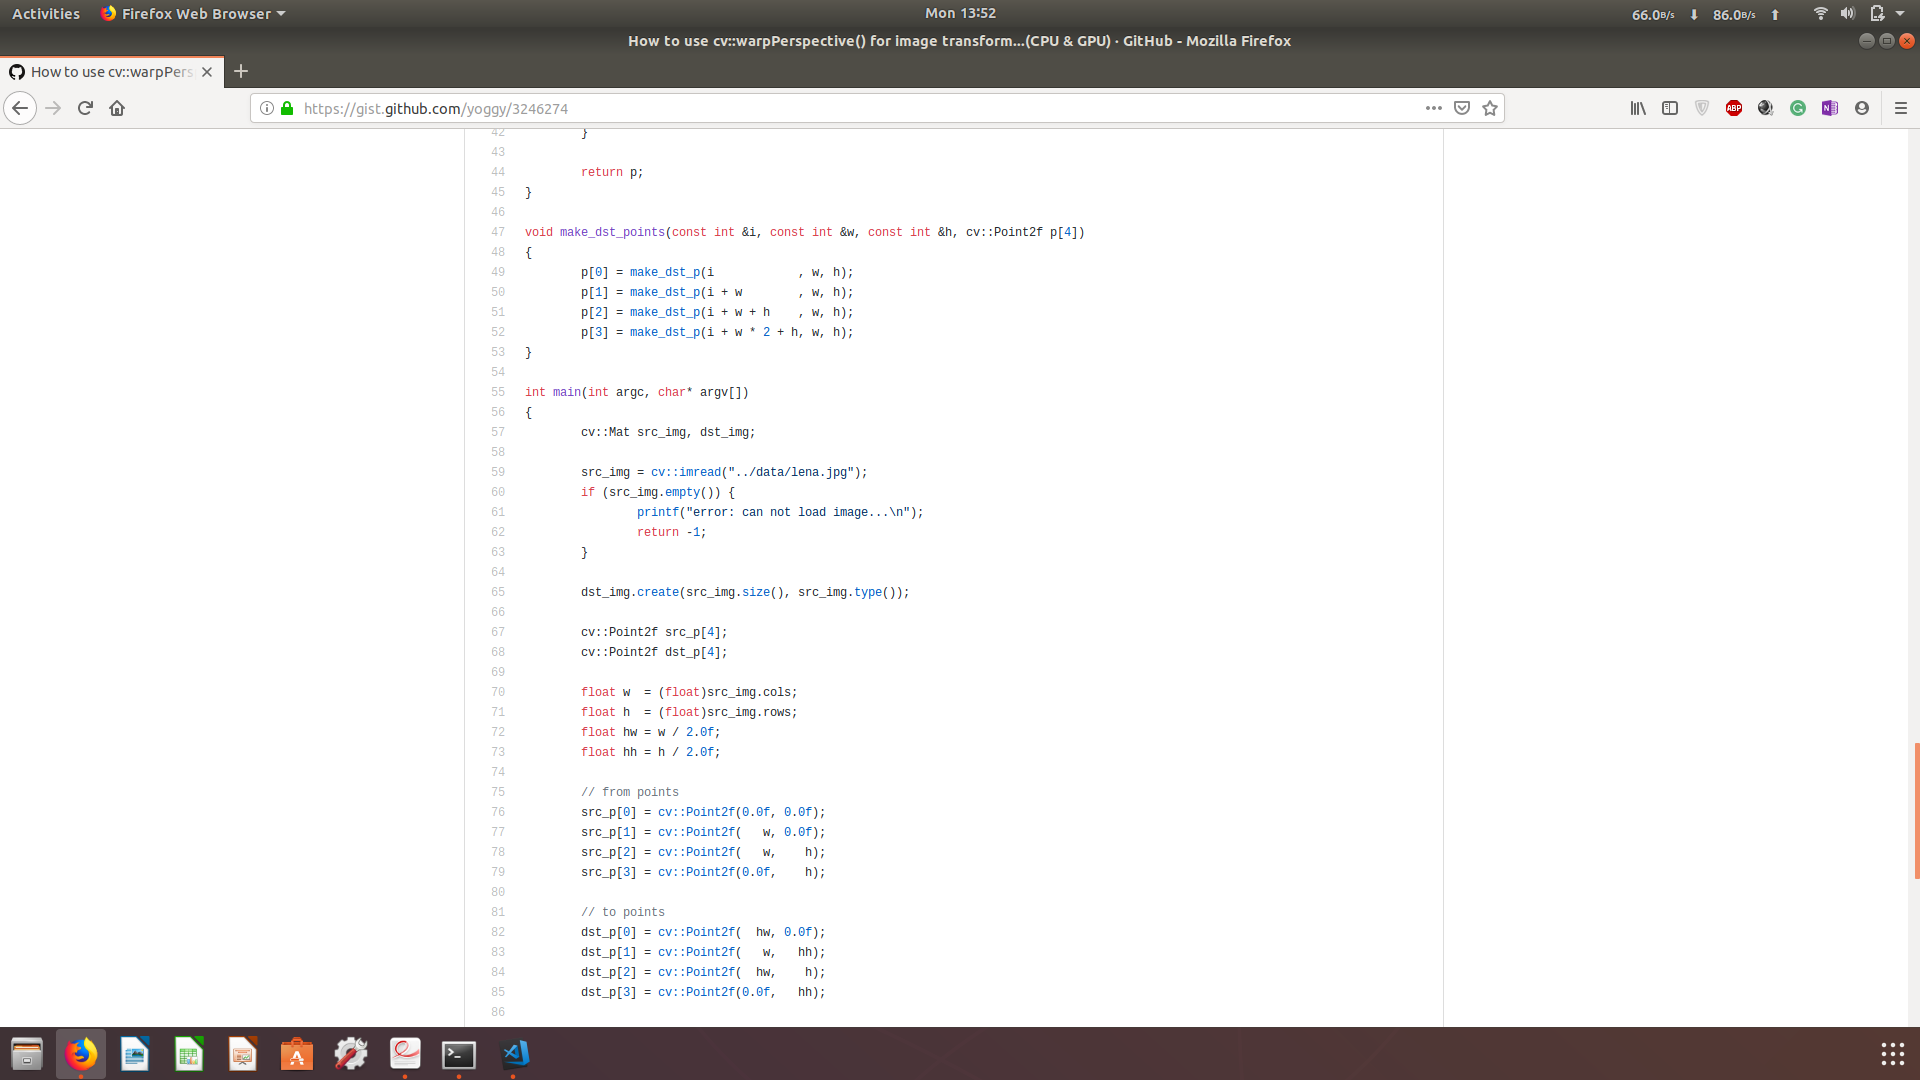 Activities Firefox Web Browser Mon 13:52 66.0B/s 86.0B/s
How to use cv::warpPerspective() for image transform...(CPU & GPU) · GitHub - Mozilla Firefox
How to use cv::warpPers
https://gist.github.com/yoggy/3246274 ABP
42 }
43
44 return p;
45 }
46
47 void make_dst_points(const int &i, const int &w, const int &h, cv::Point2f p[4])
48 {
49 p[0] = make_dst_p(i , w, h);
50 p[1] = make_dst_p(i + w , w, h);
51 p[2] = make_dst_p(i + w + h , w, h);
52 p[3] = make_dst_p(i + w * 2 + h, w, h);
53 }
54
55 int main(int argc, char* argv[])
56 {
57 cv::Mat src_img, dst_img;
58
59 src_img = cv::imread("../data/lena.jpg");
60 if (src_img.empty()) {
61 printf("error: can not load image...\n");
62 return -1;
63 }
64
65 dst_img.create(src_img.size(), src_img.type());
66
67 cv::Point2f src_p[4];
68 cv::Point2f dst_p[4];
69
70 float w = (float)src_img.cols;
71 float h = (float)src_img.rows;
72 float hw = w / 2.0f;
73 float hh = h / 2.0f;
74
75 // from points
76 src_p[0] = cv::Point2f(0.0f, 0.0f);
77 src_p[1] = cv::Point2f( w, 0.0f);
78 src_p[2] = cv::Point2f( w, h);
79 src_p[3] = cv::Point2f(0.0f, h);
80
81 // to points
82 dst_p[0] = cv::Point2f( hw, 0.0f);
83 dst_p[1] = cv::Point2f( w, hh);
84 dst_p[2] = cv::Point2f( hw, h);
85 dst_p[3] = cv::Point2f(0.0f, hh);
86